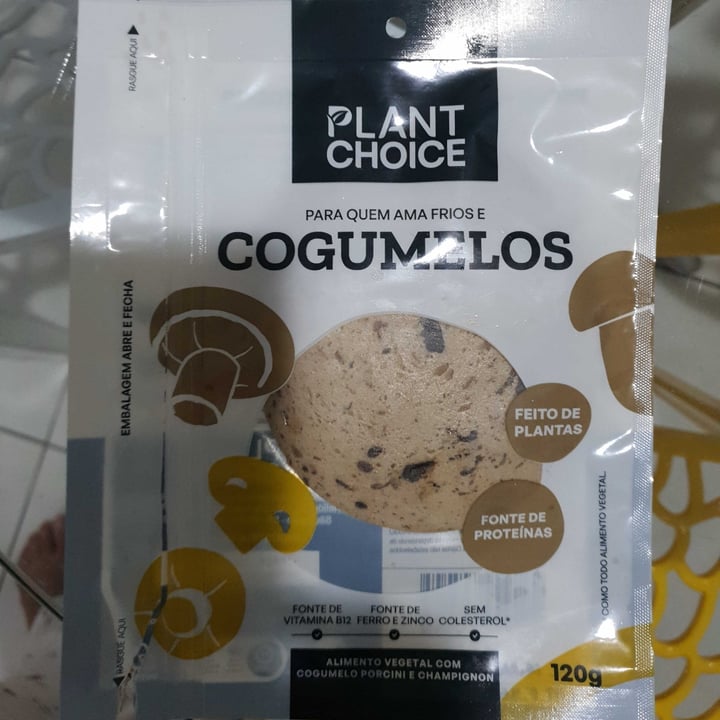 RASGUE AQUI
PLANT
CHOICE
PARA QUEM AMA FRIOS E
COGUMELOS
EMBALAGEM ABRE E FECHA
FEITO DE
PLANTAS
FONTE DE
PROTEÍNAS
COMO TODO ALIMENTO VEGETAL.
FONTE DE
VITAMINA B12
FONTE DE
FERRO E ZINCO
SEM
COLESTEROL*
RASGUE AQUI
ALIMENTO VEGETAL COM
COGUMELO PORCINI E CHAMPIGNON
120g